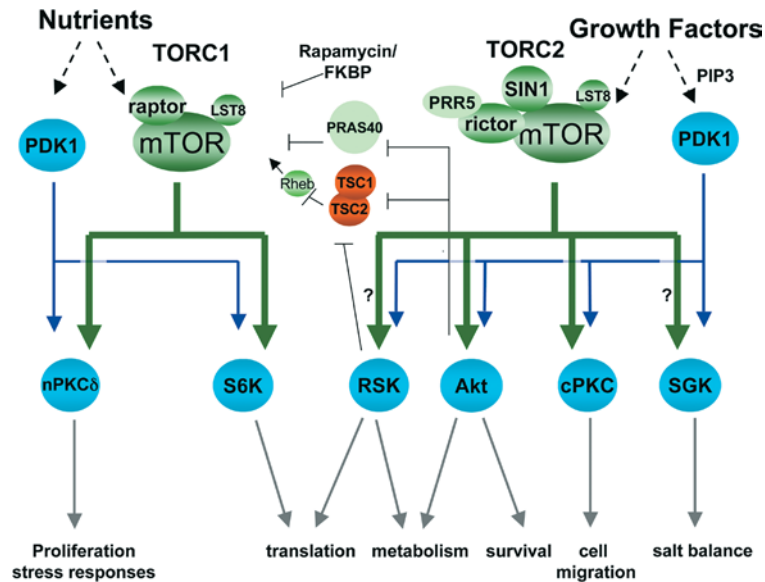 Nutrients
Growth Factors
TORC1
Rapamycin/
FKBP
TORC2
PIP3
raptor
LST8
mTOR
PDK1
PRAS40
Rheb
TSC1
TSC2
PRR5
SIN1
LST8
rictor
mTOR
PDK1
?
?
nPKCδ
S6K
RSK
Akt
cPKC
SGK
Proliferation
stress responses
translation
metabolism
survival
cell
migration
salt balance